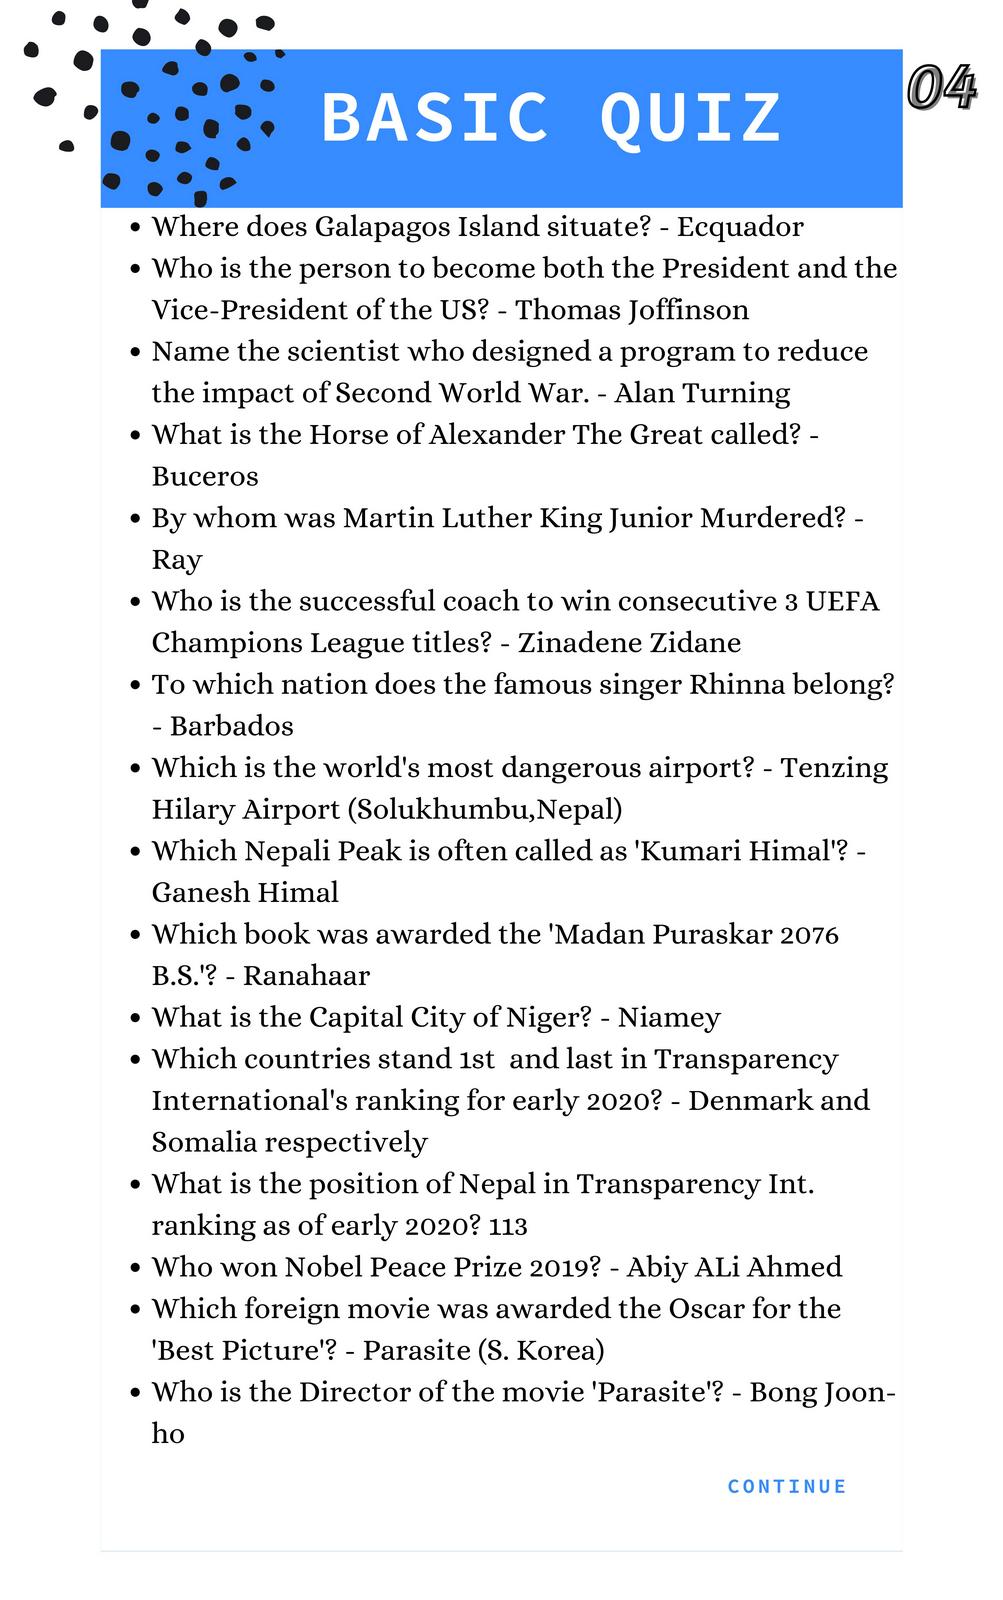 04
BASIC QUIZ
• Where does Galapagos Island situate? - Ecquador
• Who is the person to become both the President and the
Vice-President of the US? - Thomas Joffinson
• Name the scientist who designed a program to reduce
the impact of Second World War. - Alan Turning
• What is the Horse of Alexander The Great called? -
Buceros
• By whom was Martin Luther King Junior Murdered? -
Ray
• Who is the successful coach to win consecutive 3 UEFA
Champions League titles? - Zinadene Zidane
• To which nation does the famous singer Rhinna belong?
- Barbados
• Which is the world's most dangerous airport? - Tenzing
Hilary Airport (Solukhumbu,Nepal)
• Which Nepali Peak is often called as 'Kumari Himal'? -
Ganesh Himal
• Which book was awarded the 'Madan Puraskar 2076
B.S.'? - Ranahaar
• What is the Capital City of Niger? - Niamey
• Which countries stand 1st  and last in Transparency
International's ranking for early 2020? - Denmark and
Somalia respectively
• What is the position of Nepal in Transparency Int.
ranking as of early 2020? 113
• Who won Nobel Peace Prize 2019? - Abiy ALi Ahmed
• Which foreign movie was awarded the Oscar for the
'Best Picture'? - Parasite (S. Korea)
• Who is the Director of the movie 'Parasite'? - Bong Joon-
ho
CONTINUE